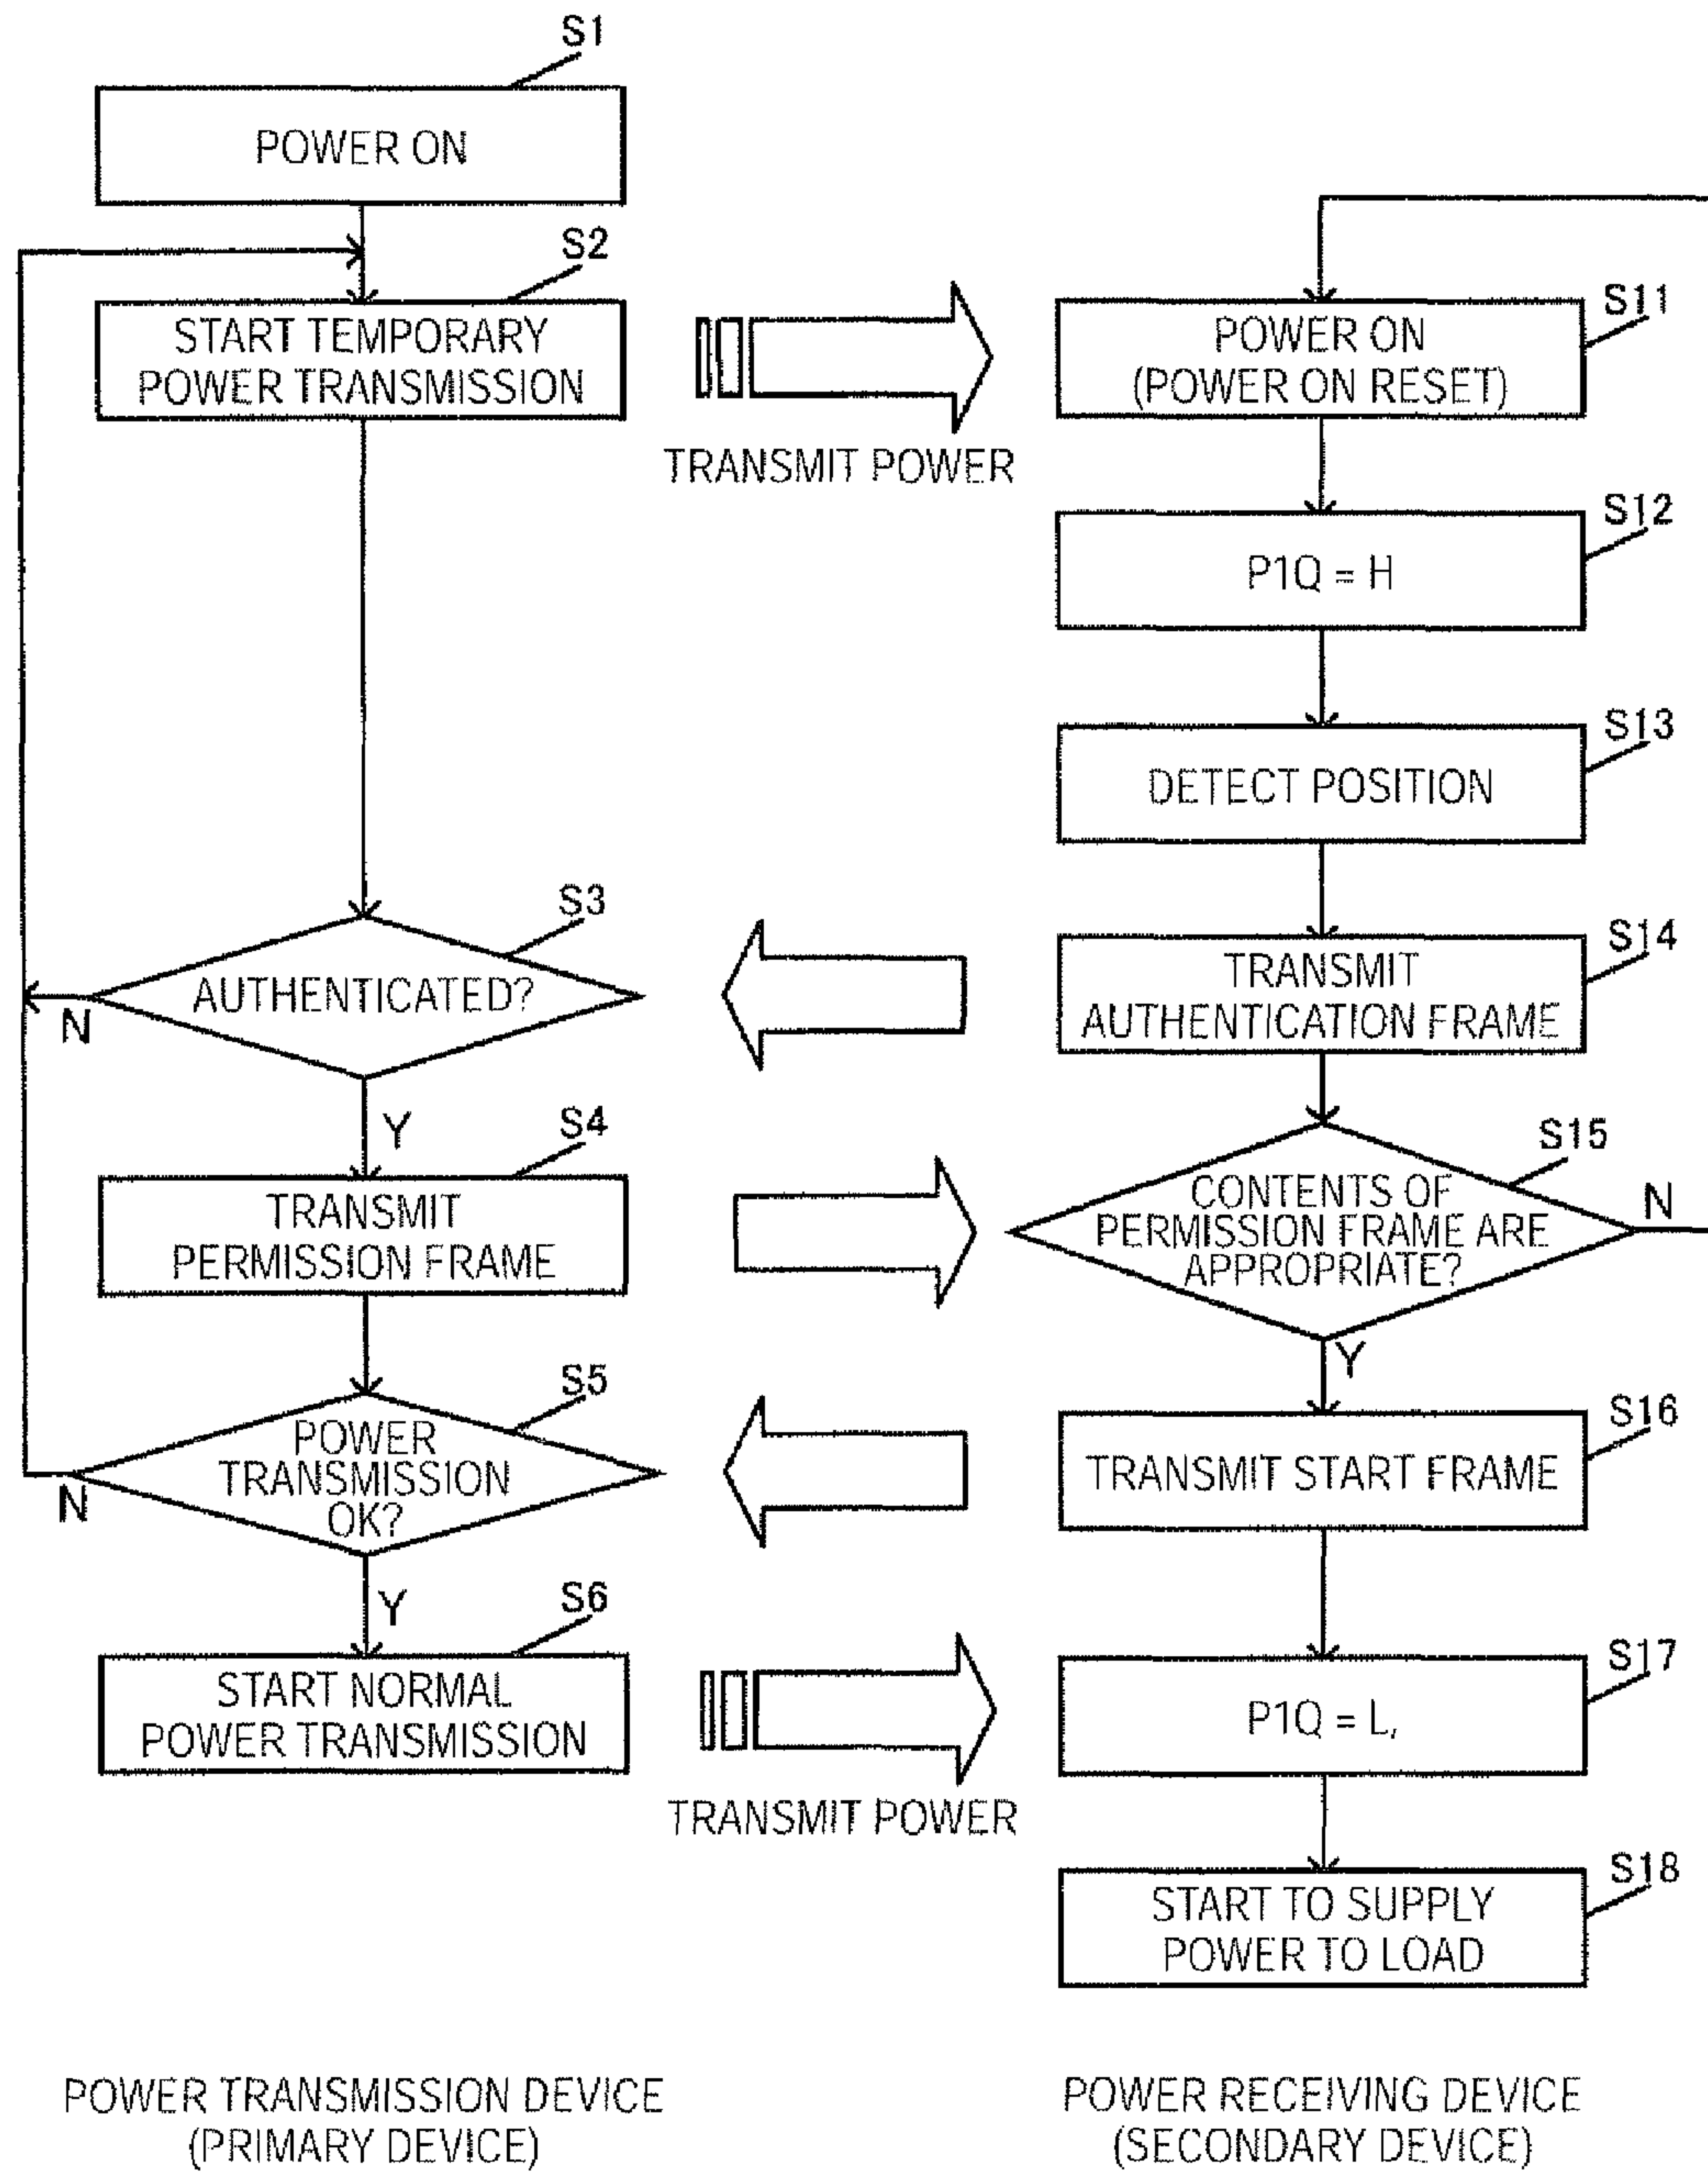 S1
POWER ON
S2
START TEMPORARY
POWER TRANSMISSION
TRANSMIT POWER
S11
POWER ON
(POWER ON RESET)
S12
P1Q = H
S13
DETECT POSITION
S3
AUTHENTICATED?
N
Y
S14
TRANSMIT
AUTHENTICATION FRAME
S4
TRANSMIT
PERMISSION FRAME
S15
CONTENTS OF
PERMISSION FRAME ARE
APPROPRIATE?
N
Y
S5
POWER
TRANSMISSION
OK?
N
Y
S16
TRANSMIT START FRAME
S6
START NORMAL
POWER TRANSMISSION
TRANSMIT POWER
S17
P1Q = L,
S18
START TO SUPPLY
POWER TO LOAD
POWER TRANSMISSION DEVICE
(PRIMARY DEVICE)
POWER RECEIVING DEVICE
(SECONDARY DEVICE)